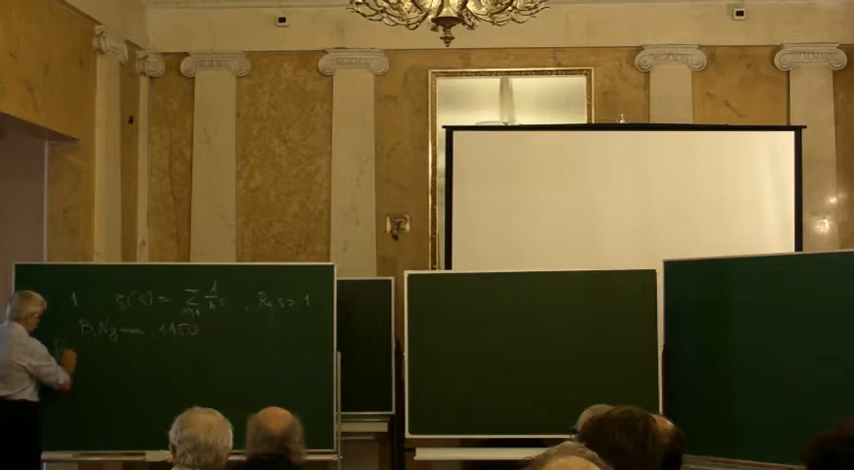 1 ζ(s) = Σ 1/n^s , Re s > 1
B. Nyman, 1950